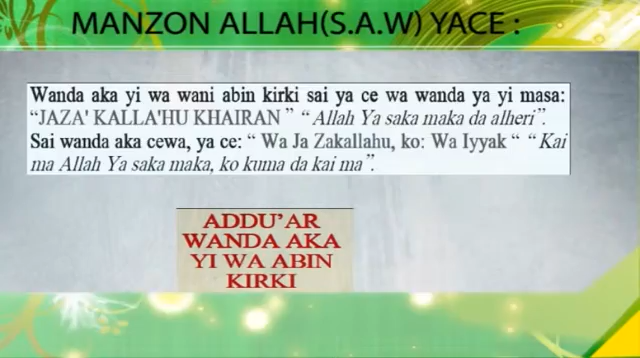 MANZON ALLAH(S.A.W) YACE :
Wanda aka yi wa wani abin kirki sai ya ce wa wanda ya yi masa:
“JAZA' KALLA'HU KHAIRAN ” “Allah Ya saka maka da alheri”.
Sai wanda aka cewa, ya ce: “ Wa Ja Zakallahu, ko: Wa Iyyak “ “Kai
ma Allah Ya saka maka, ko kuma da kai ma”.
ADDU’AR
WANDA AKA
YI WA ABIN
KIRKI